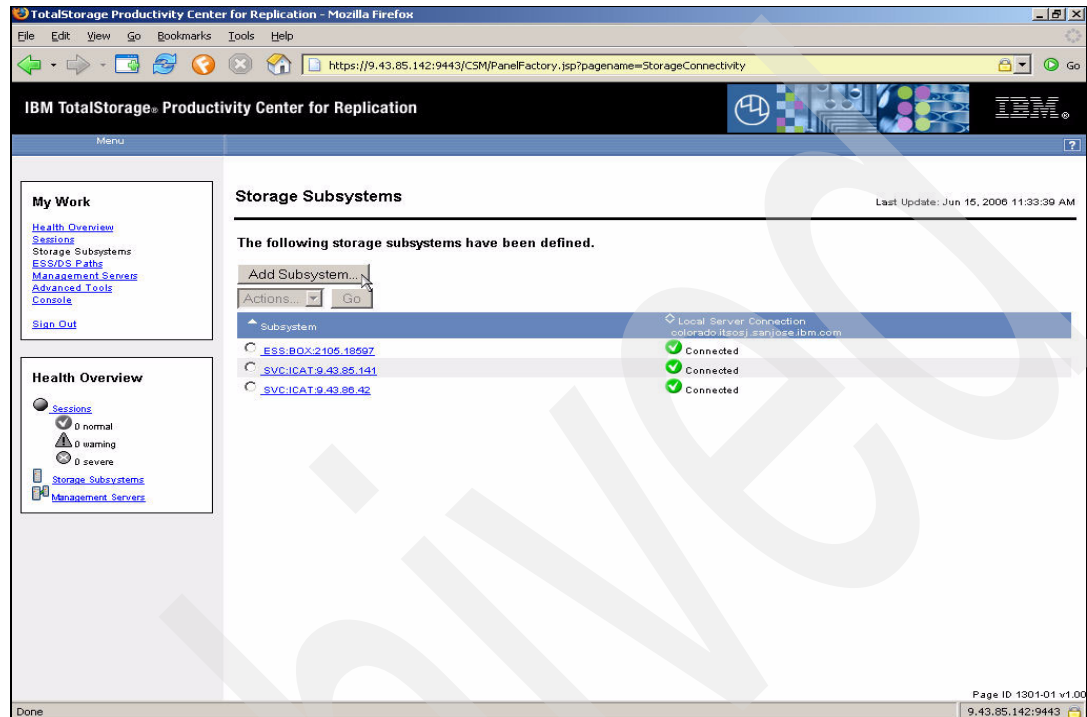 TotalStorage Productivity Center for Replication - Mozilla Firefox
File Edit View Go Bookmarks Tools Help
https://9.43.85.142:9443/CSM/PanelFactory.jsp?pagename=StorageConnectivity
Go
IBM TotalStorage® Productivity Center for Replication
IBM®
Menu
?
My Work
Health Overview
Sessions
Storage Subsystems
ESS/DS Paths
Management Servers
Advanced Tools
Console
Sign Out
Health Overview
Sessions
0 normal
0 warning
0 severe
Storage Subsystems
Management Servers
Storage Subsystems
Last Update: Jun 15, 2006 11:33:39 AM
The following storage subsystems have been defined.
Add Subsystem...
Actions... Go
Subsystem Local Server Connection
colorado.itsosj.sanjose.ibm.com
ESS:BOX:2105.18597 Connected
SVC:ICAT:9.43.85.141 Connected
SVC:ICAT:9.43.86.42 Connected
Page ID 1301-01 v1.00
Done 9.43.85.142:9443